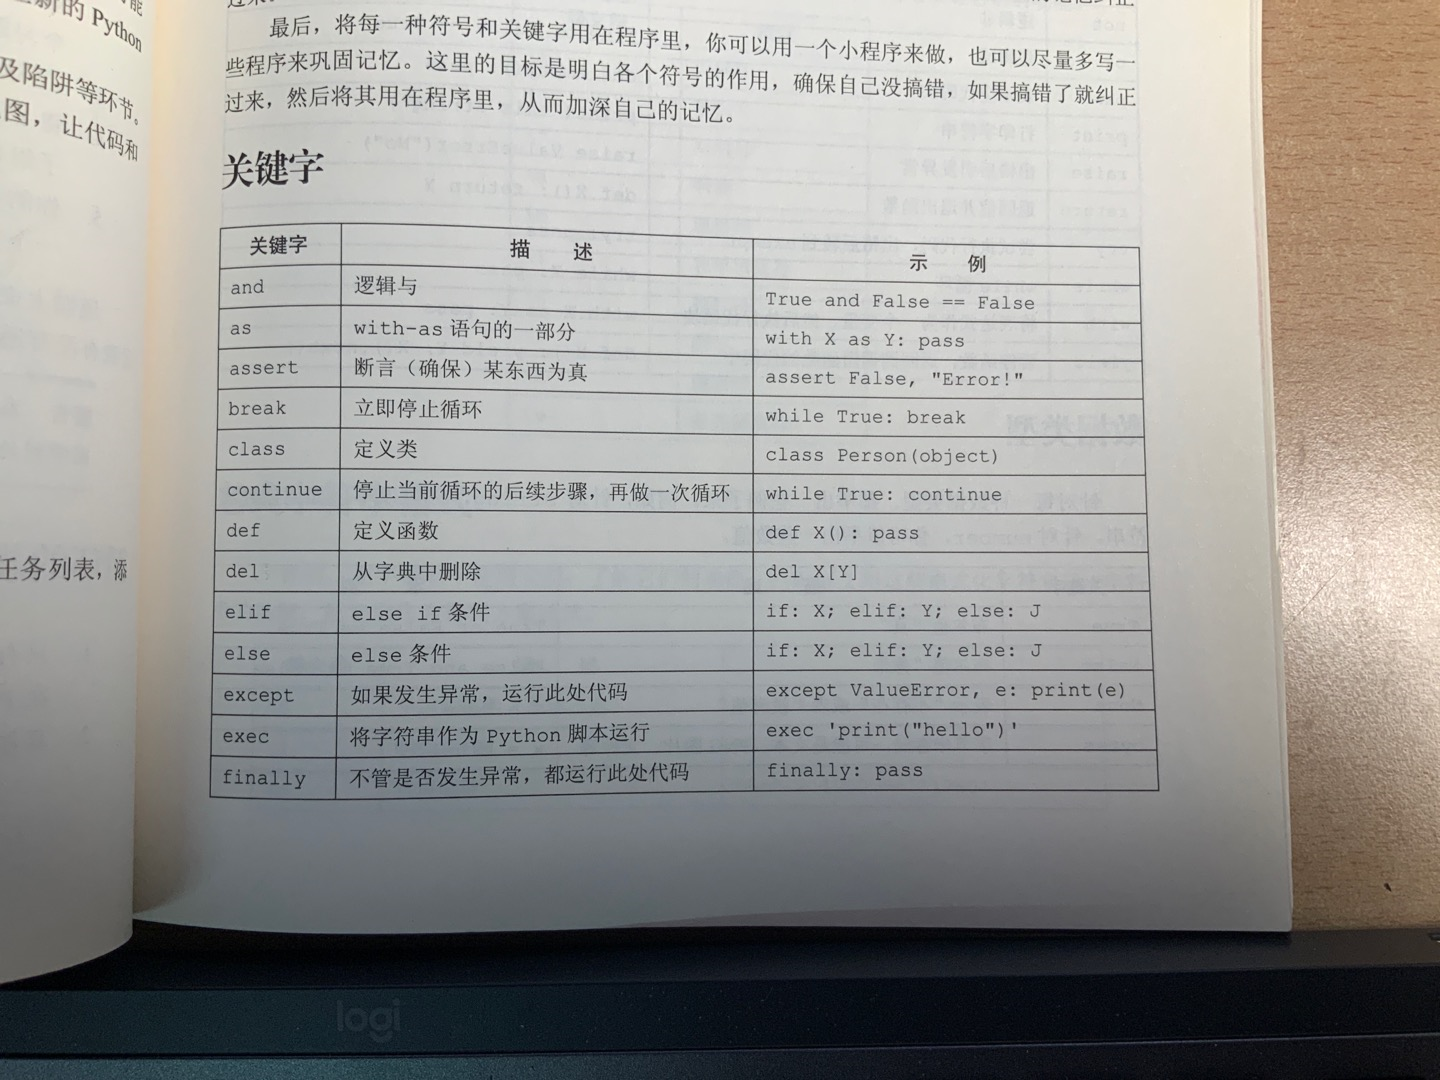 新的 Python
及陷阱等环节。
图，让代码和
任务列表，添
最后，将每一种符号和关键字用在程序里，你可以用一个小程序来做，也可以尽量多写一
些程序来巩固记忆。这里的目标是明白各个符号的作用，确保自己没搞错，如果搞错了就纠正
过来，然后将其用在程序里，从而加深自己的记忆。
关键字
关键字 描 述 示 例
and 逻辑与 True and False == False
as with-as 语句的一部分 with X as Y: pass
assert 断言（确保）某东西为真 assert False, "Error!"
break 立即停止循环 while True: break
class 定义类 class Person(object)
continue 停止当前循环的后续步骤，再做一次循环 while True: continue
def 定义函数 def X(): pass
del 从字典中删除 del X[Y]
elif else if 条件 if: X; elif: Y; else: J
else else 条件 if: X; elif: Y; else: J
except 如果发生异常，运行此处代码 except ValueError, e: print(e)
exec 将字符串作为 Python 脚本运行 exec 'print("hello")'
finally 不管是否发生异常，都运行此处代码 finally: pass
logi